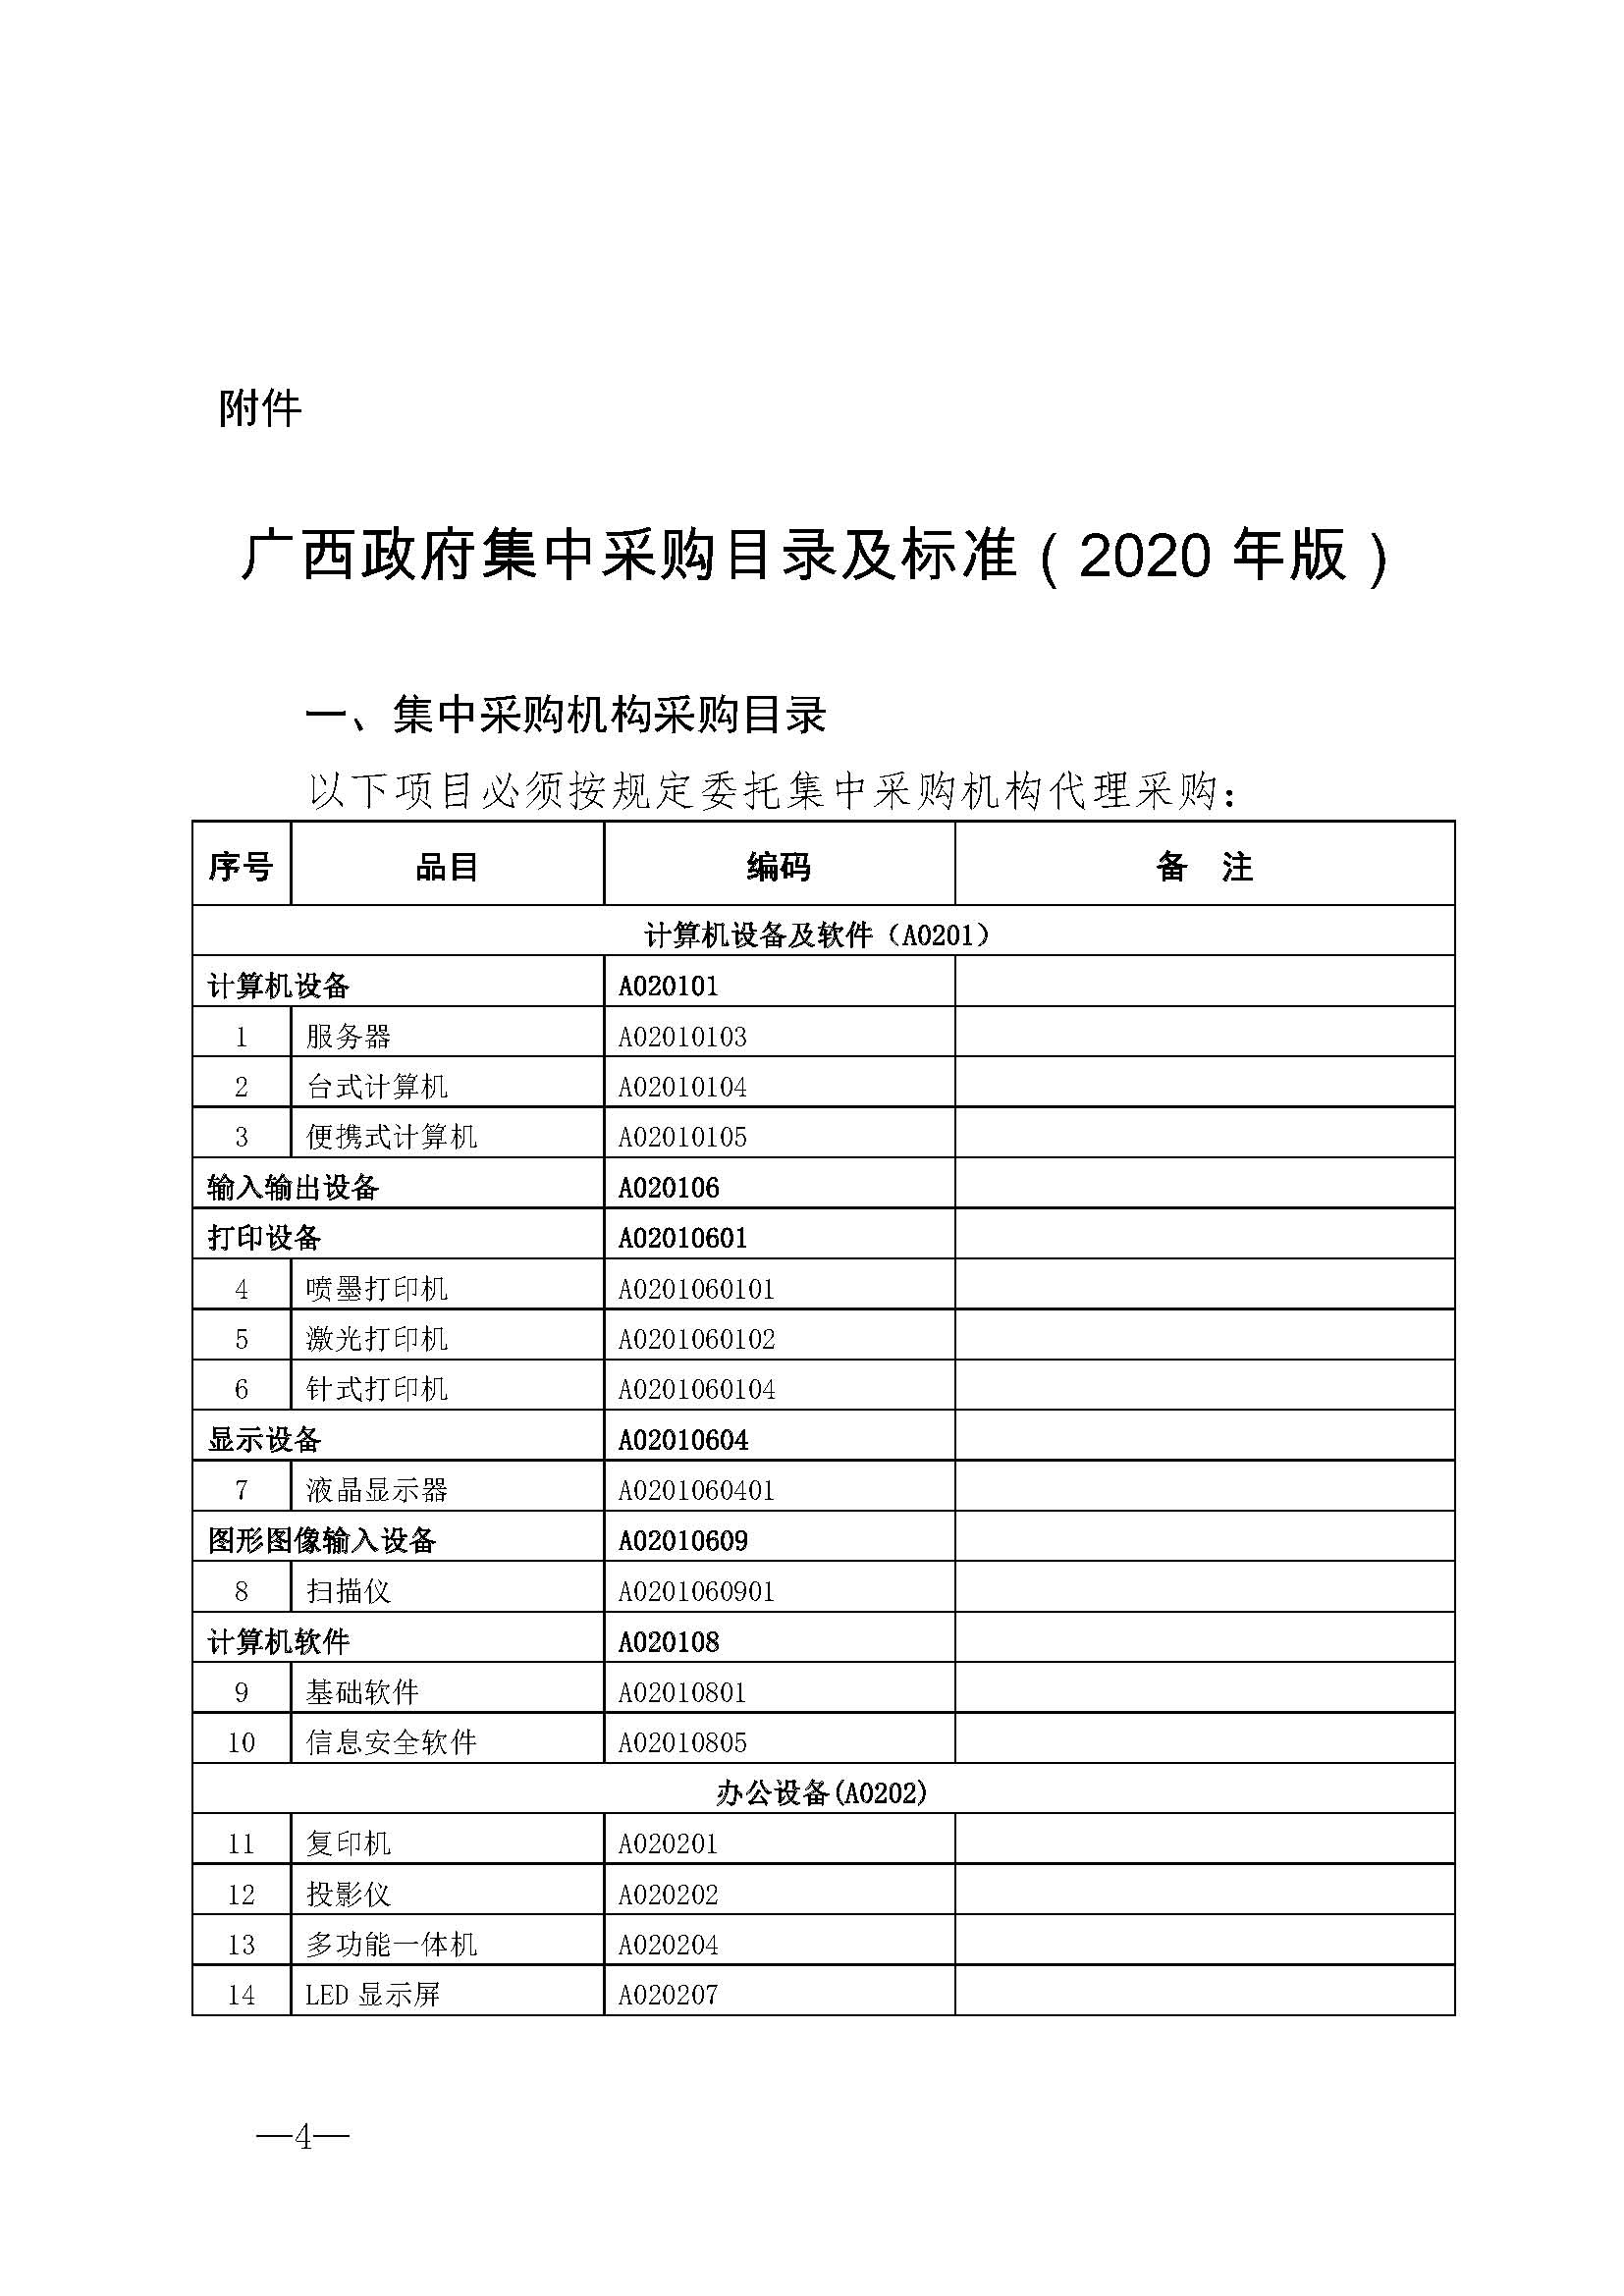 附件
广西政府集中采购目录及标准（2020 年版）
一、集中采购机构采购目录
以下项目必须按规定委托集中采购机构代理采购：
序号 品目 编码 备 注
计算机设备及软件（A0201）
计算机设备 A020101
1 服务器 A02010103
2 台式计算机 A02010104
3 便携式计算机 A02010105
输入输出设备 A020106
打印设备 A02010601
4 喷墨打印机 A0201060101
5 激光打印机 A0201060102
6 针式打印机 A0201060104
显示设备 A02010604
7 液晶显示器 A0201060401
图形图像输入设备 A02010609
8 扫描仪 A0201060901
计算机软件 A020108
9 基础软件 A02010801
10 信息安全软件 A02010805
办公设备(A0202)
11 复印机 A020201
12 投影仪 A020202
13 多功能一体机 A020204
14 LED 显示屏 A020207
—4—